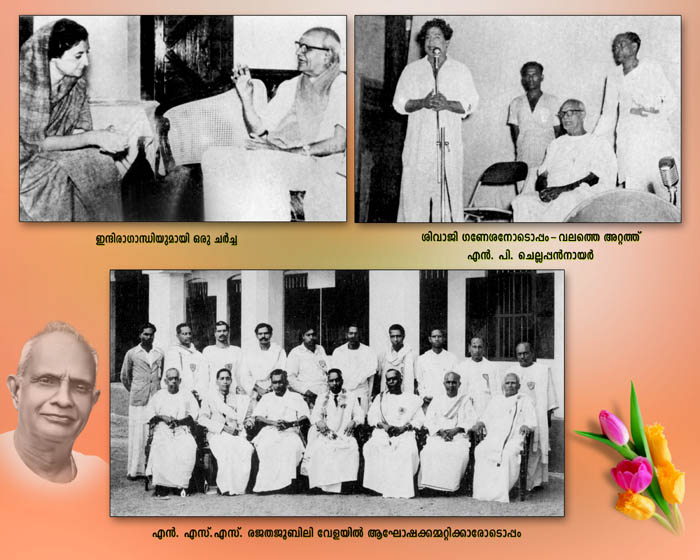 ഇന്ദിരാഗാന്ധിയുമായി ഒരു ചർച്ച
ശിവാജി ഗണേശനോടൊപ്പം - വലത്തെ അറ്റത്ത്
എൻ. പി. ചെല്ലപ്പൻനായർ
എൻ. എസ്.എസ്. രജതജൂബിലി വേളയിൽ ആഘോഷക്കമ്മറ്റിക്കാരോടൊപ്പം